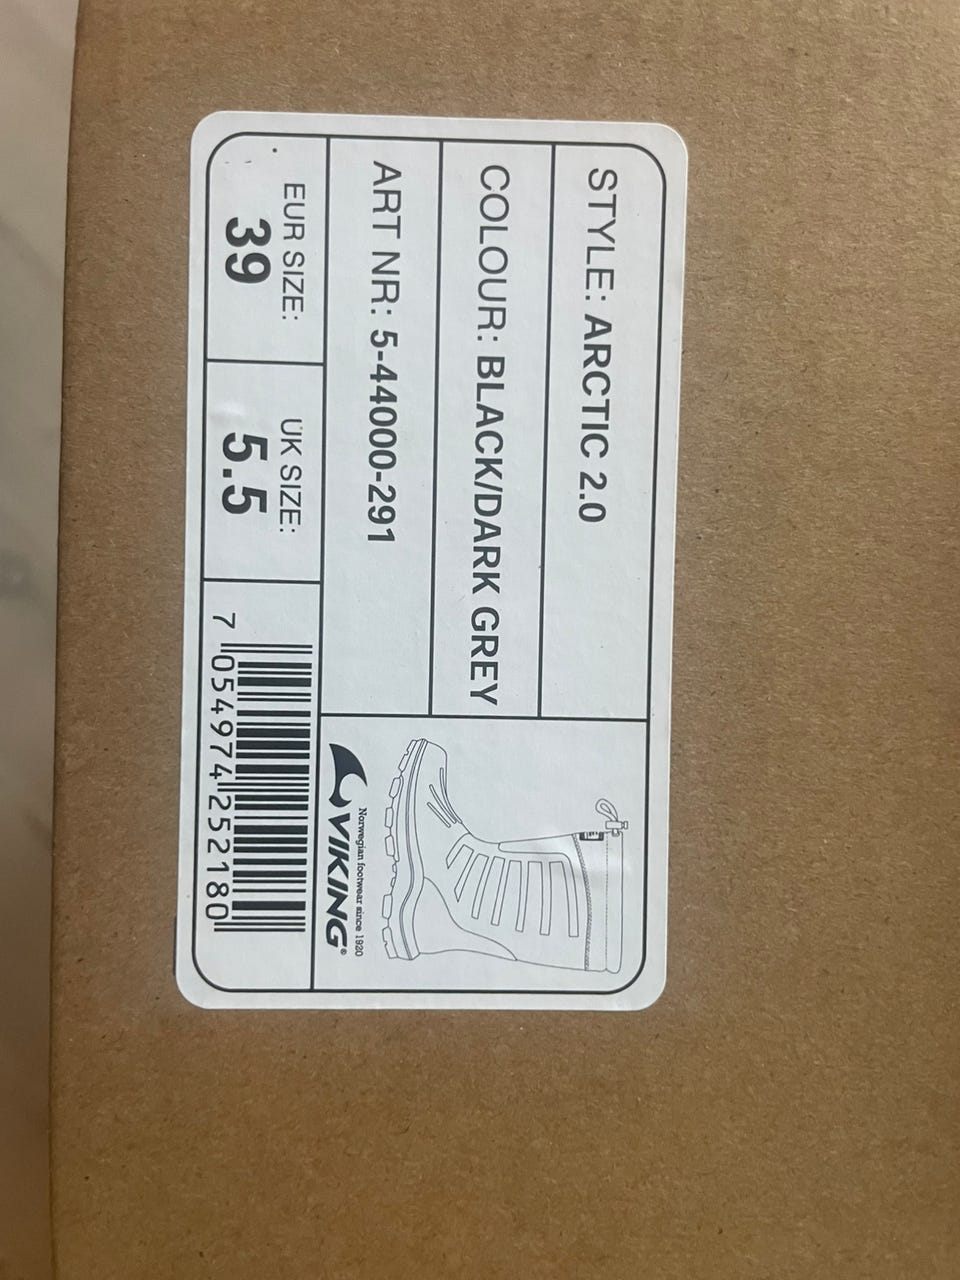 STYLE: ARCTIC 2.0
COLOUR: BLACK/DARK GREY
ART NR: 5-44000-291
Norwegian footwear since 1920
VIKING®
EUR SIZE:
39
UK SIZE:
5.5
7 054974 252180